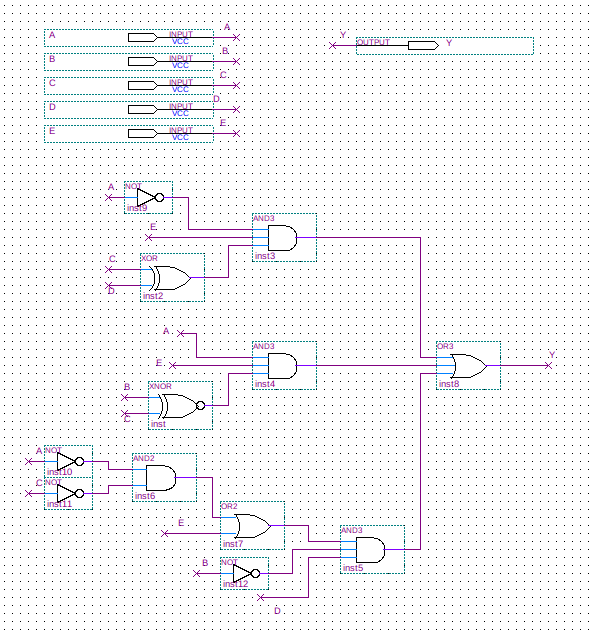 A
A INPUT VCC
Y
OUTPUT Y
B
B INPUT VCC
C
C INPUT VCC
D
D INPUT VCC
E
E INPUT VCC
A NOT
inst9
AND3
E
inst3
C XOR
D
inst2
A
AND3
E
inst4
OR3
Y
inst8
B XNOR
C
inst
A NOT
inst10
C NOT
inst11
AND2
inst6
OR2
E
inst7
AND3
inst5
B NOT
inst12
D